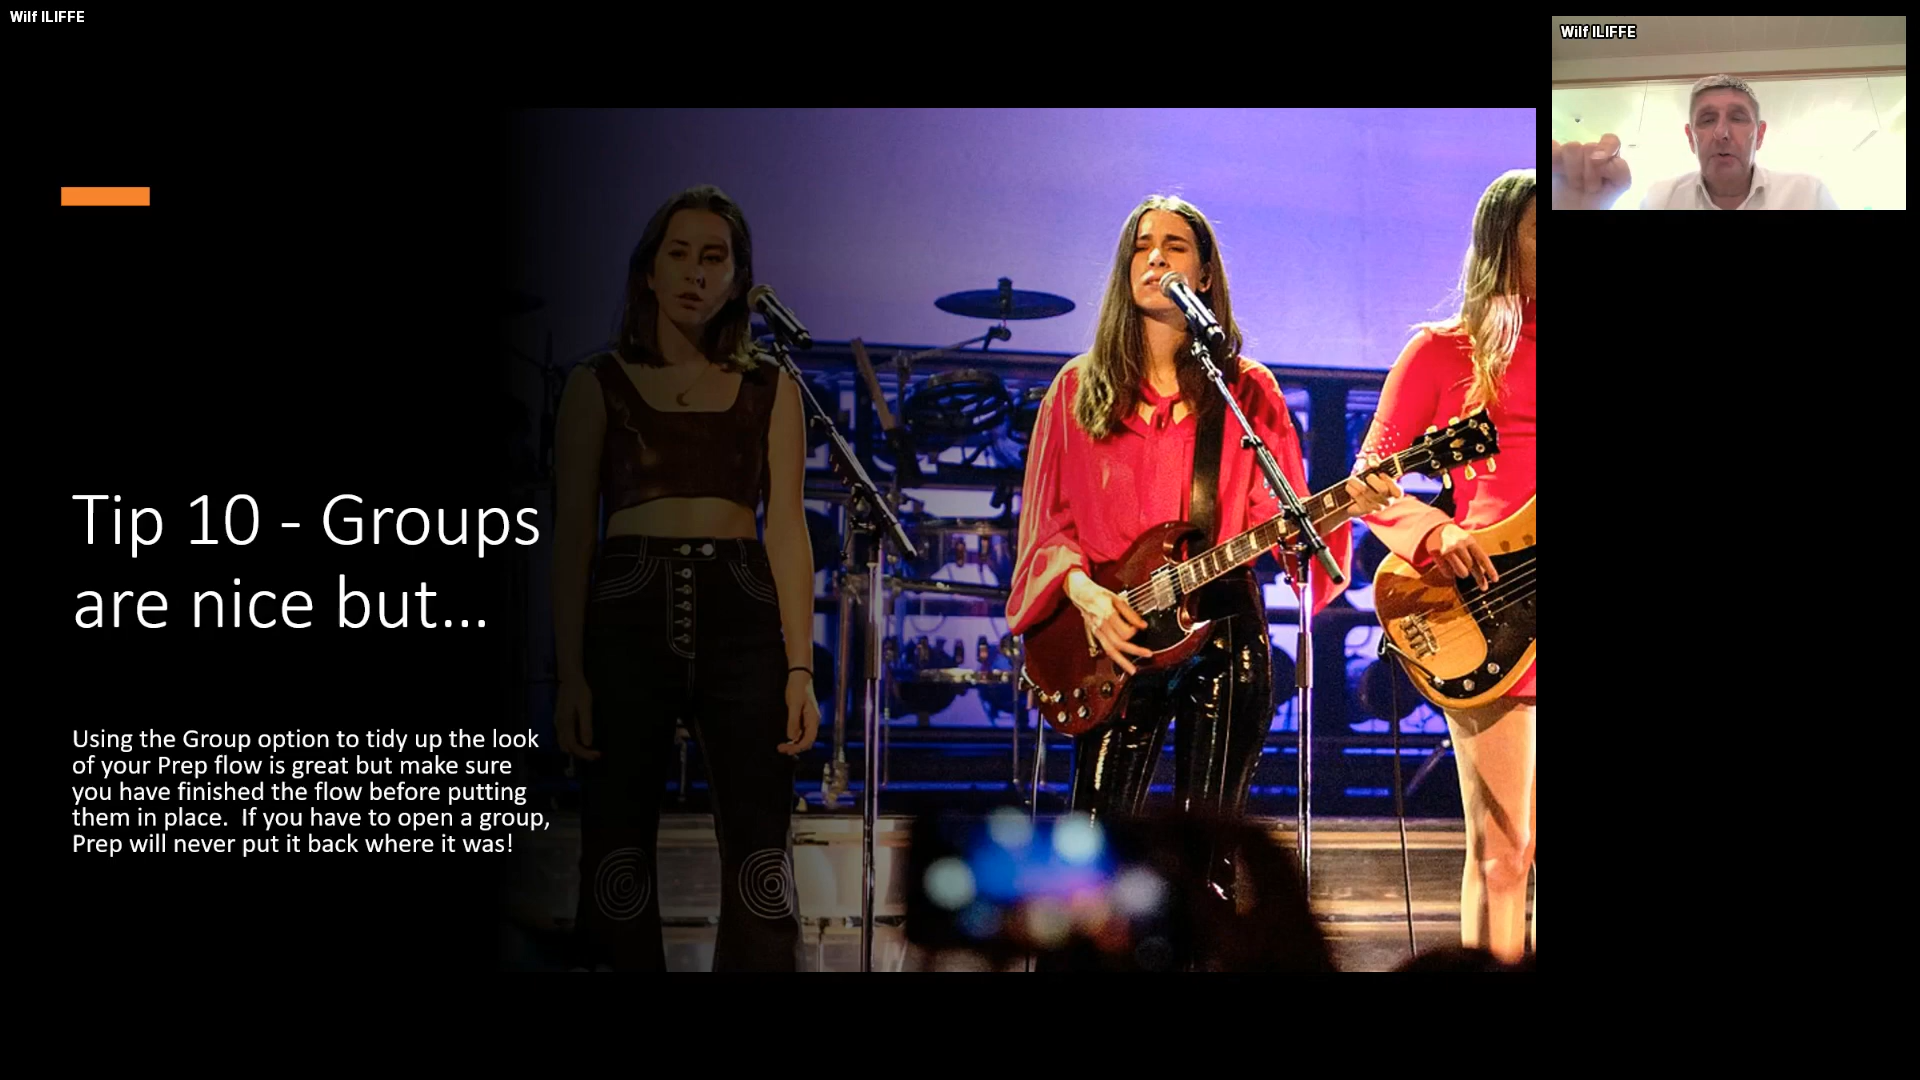 Wilf ILIFFE
Wilf ILIFFE
Tip 10 - Groups
are nice but...
Using the Group option to tidy up the look
of your Prep flow is great but make sure
you have finished the flow before putting
them in place.  If you have to open a group,
Prep will never put it back where it was!